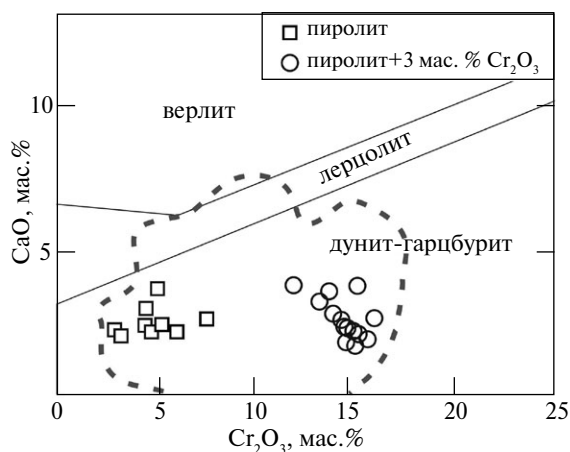 пиролит
пиролит+3 мас. % Cr₂O₃
верлит
лерцолит
дунит-гарцбурит
CaO, мас.%
10
5
0
5
10
15
20
25
Cr₂O₃, мас.%